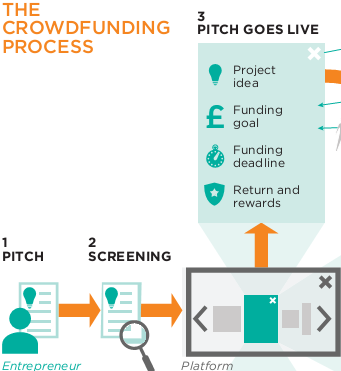 THE
CROWDFUNDING
PROCESS
3
PITCH GOES LIVE
Project
idea
£
Funding
goal
Funding
deadline
Return and
rewards
1
PITCH
2
SCREENING
Entrepreneur
Platform